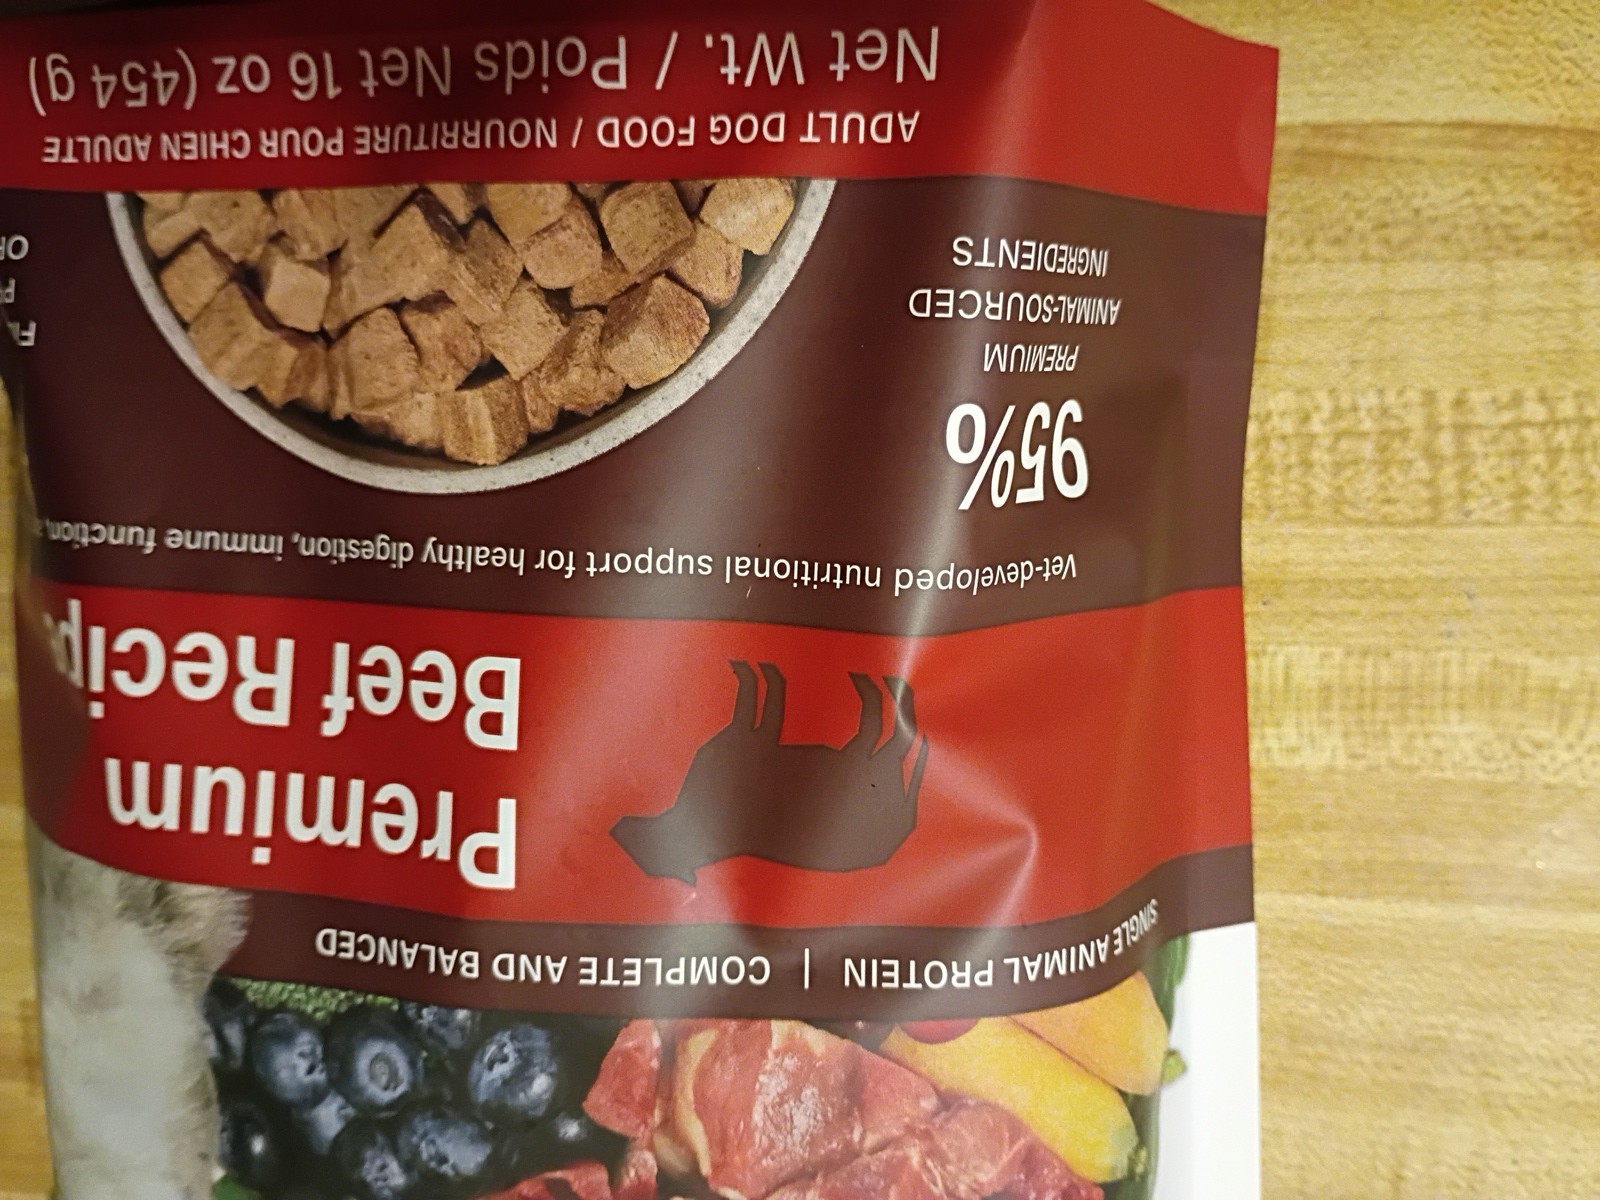 SINGLE ANIMAL PROTEIN | COMPLETE AND BALANCED
Premium
Beef
Vet-developed nutritional support for healthy digestion, immune function,
95%
PREMIUM
ANIMAL-SOURCED
INGREDIENTS
ADULT DOG FOOD / NOURRITURE POUR CHIEN ADULTE
Net Wt. / Poids Net 16 oz (454 g)